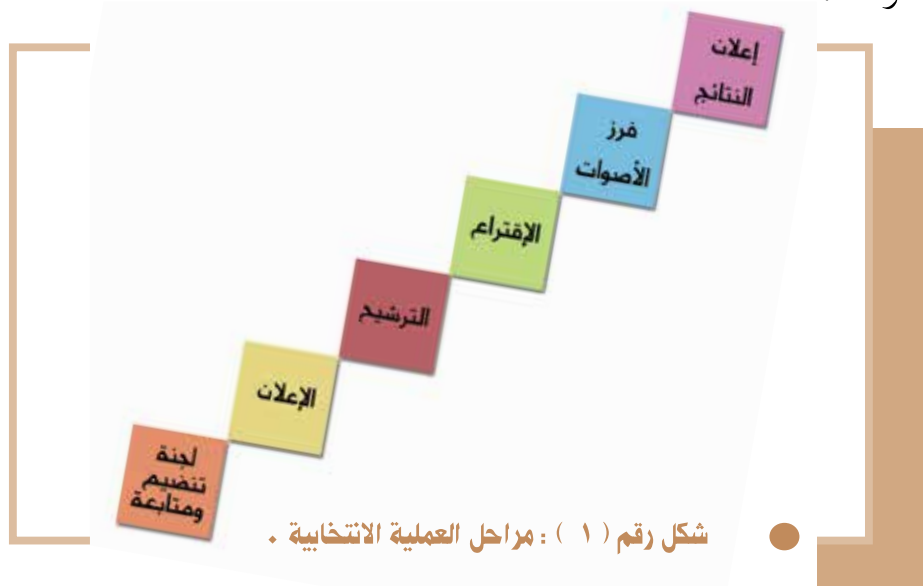 إعلان
النتائج
فرز
الأصوات
الإقتراع
الترشيح
الإعلان
لجنة
تنضيم
ومتابعة
شكل رقم ( ١ ) : مراحل العملية الانتخابية .